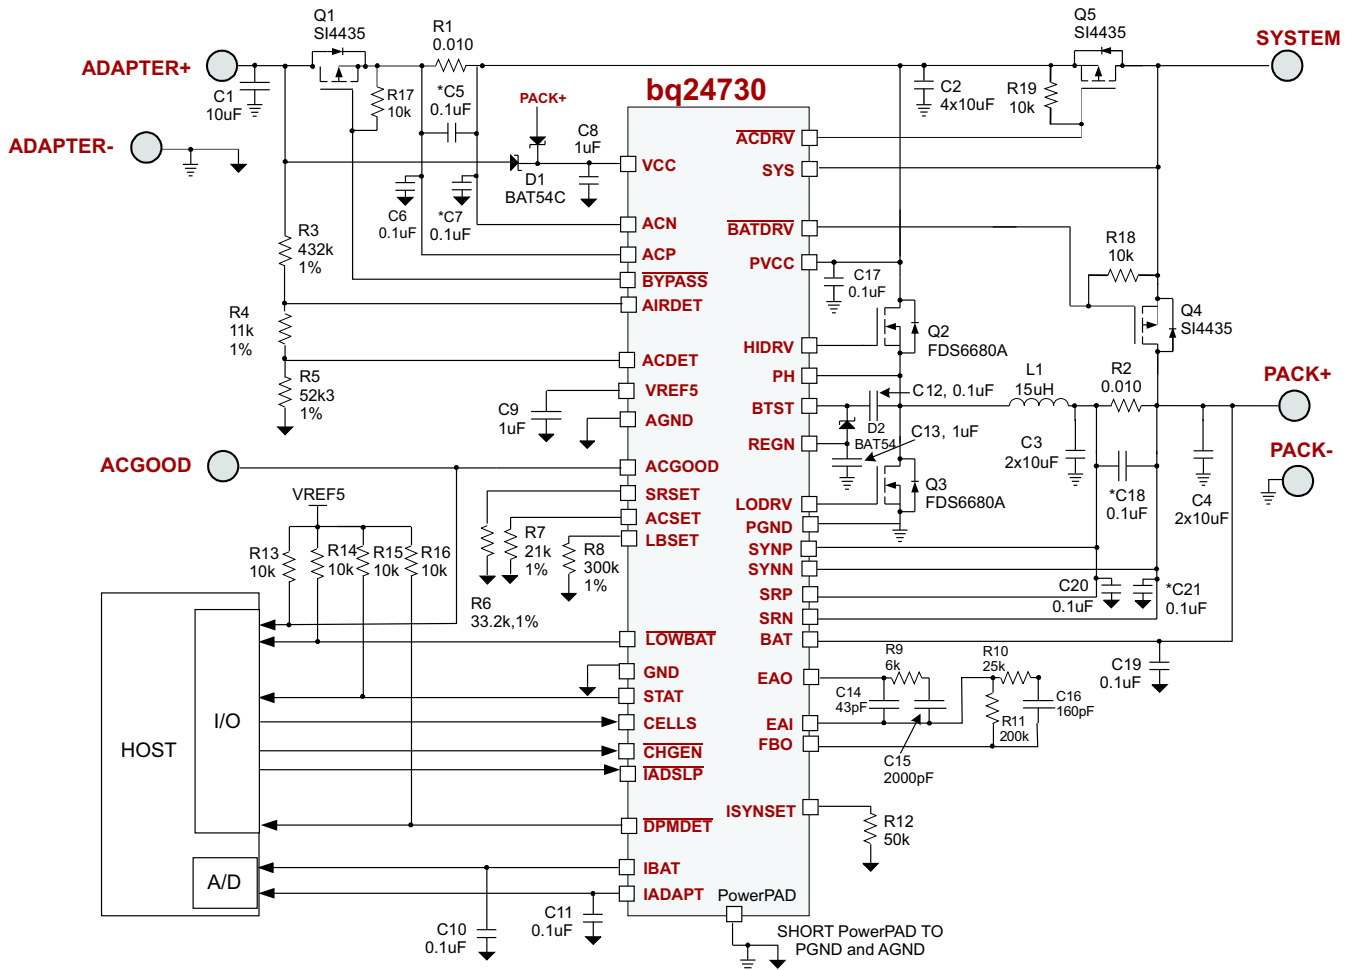 Q1
SI4435
R1
0.010
Q5
SI4435
SYSTEM
ADAPTER+
C1
10uF
R17
10k
*C5
0.1uF
PACK+
bq24730
C2
4x10uF
R19
10k
ADAPTER-
C8
1uF
D1
BAT54C
VCC
ACDRV
SYS
C6
0.1uF
*C7
0.1uF
ACN
ACP
BYPASS
AIRDET
BATDRV
PVCC
R18
10k
C17
0.1uF
R3
432k
1%
R4
11k
1%
R5
52k3
1%
Q2
FDS6680A
Q4
SI4435
HIDRV
PH
BTST
REGN
ACDET
VREF5
AGND
C9
1uF
C12, 0.1uF
L1
15uH
R2
0.010
PACK+
D2
BAT54
C13, 1uF
C3
2x10uF
*C18
0.1uF
C4
2x10uF
PACK-
ACGOOD
ACGOOD
SRSET
ACSET
LBSET
VREF5
R13
10k
R14
10k
R15
10k
R16
10k
R7
21k
1%
R8
300k
1%
R6
33.2k,1%
LODRV
PGND
SYNP
SYNN
SRP
SRN
BAT
Q3
FDS6680A
C20
0.1uF
*C21
0.1uF
C19
0.1uF
LOWBAT
GND
STAT
CELLS
CHGEN
IADSLP
DPMDET
IBAT
IADAPT
EAO
EAI
FBO
ISYNSET
R9
6k
C14
43pF
C15
2000pF
R10
25k
R11
200k
C16
160pF
R12
50k
HOST
I/O
A/D
C10
0.1uF
C11
0.1uF
PowerPAD
SHORT PowerPAD TO
PGND and AGND